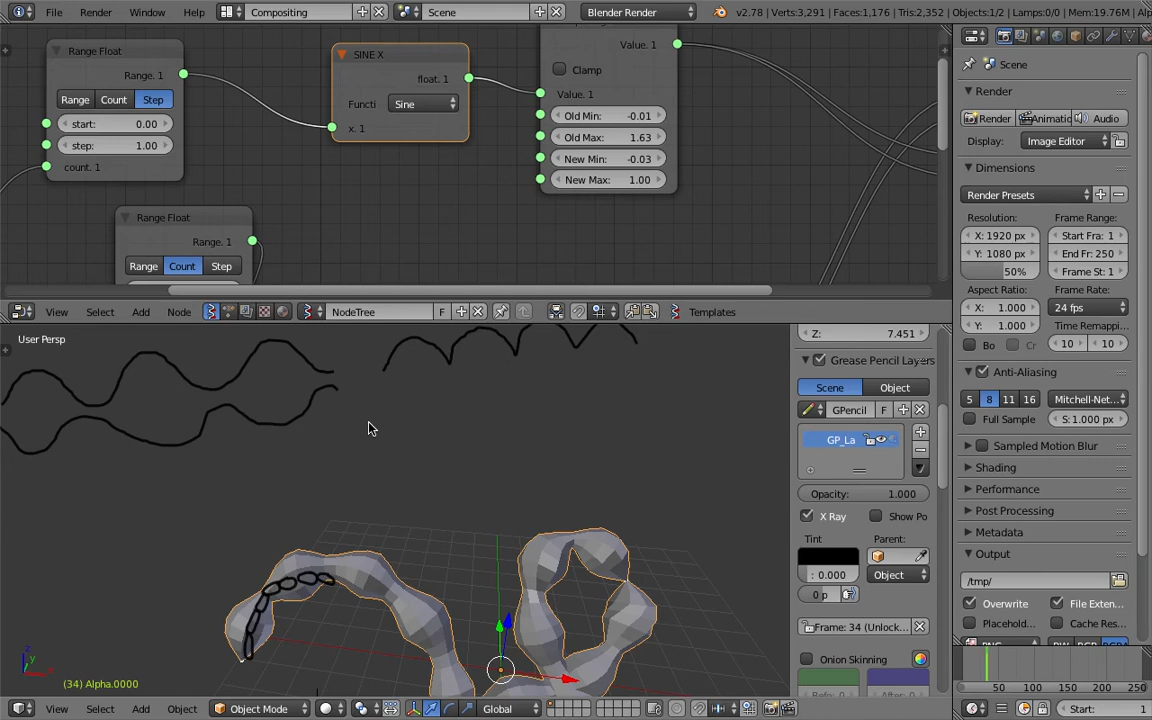 File Render Window Help Compositing Scene Blender Render v2.78 | Verts:3,291 | Faces:1,176 | Tris:2,352 | Objects:1/2 | Lamps:0/0 | Mem:19.76M | Alp
Range Float
Range. 1
Range Count Step
start: 0.00
step: 1.00
count. 1
SINE X
float. 1
Functi Sine
x. 1
Value. 1
Clamp
Value. 1
Old Min: -0.01
Old Max: 1.63
New Min: -0.03
New Max: 1.00
Range Float
Range. 1
Range Count Step
View Select Add Node NodeTree F Templates
User Persp
(34) Alpha.0000
Z: 7.451
Grease Pencil Layers
Scene Object
GPencil F
GP_La
Opacity: 1.000
X Ray Show Po
Tint Parent:
: 0.000 Object
0 p
Frame: 34 (Unlock...
Onion Skinning
View Select Add Object Object Mode Global
Scene
Render
Render Animatic Audio
Display: Image Editor
Dimensions
Render Presets
Resolution: Frame Range:
X: 1920 px Start Fra: 1
Y: 1080 px End Fr: 250
50% Frame St: 1
Aspect Ratio: Frame Rate:
X: 1.000 24 fps
Y: 1.000 Time Remappi...
Bo Cr 10 10
Anti-Aliasing
5 8 11 16 Mitchell-Net...
Full Sample S: 1.000 px
Sampled Motion Blur
Shading
Performance
Post Processing
Metadata
Output
/tmp/
Overwrite File Exten...
Placehold... Cache Res...
50 100 150 200 250
Start: 1